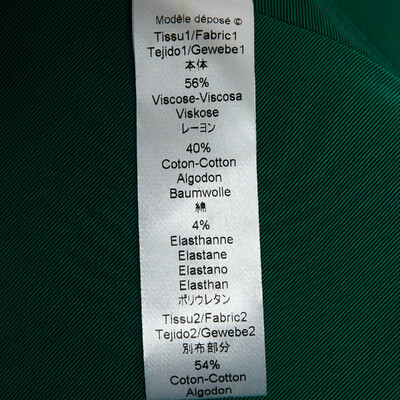 Modèle déposé ©
Tissu1/Fabric1
Tejido1/Gewebe1
本体
56%
Viscose-Viscosa
Viskose
レーヨン
40%
Coton-Cotton
Algodon
Baumwolle
綿
4%
Elasthanne
Elastane
Elastano
Elasthan
ポリウレタン
Tissu2/Fabric2
Tejido2/Gewebe2
別布部分
54%
Coton-Cotton
Algodon